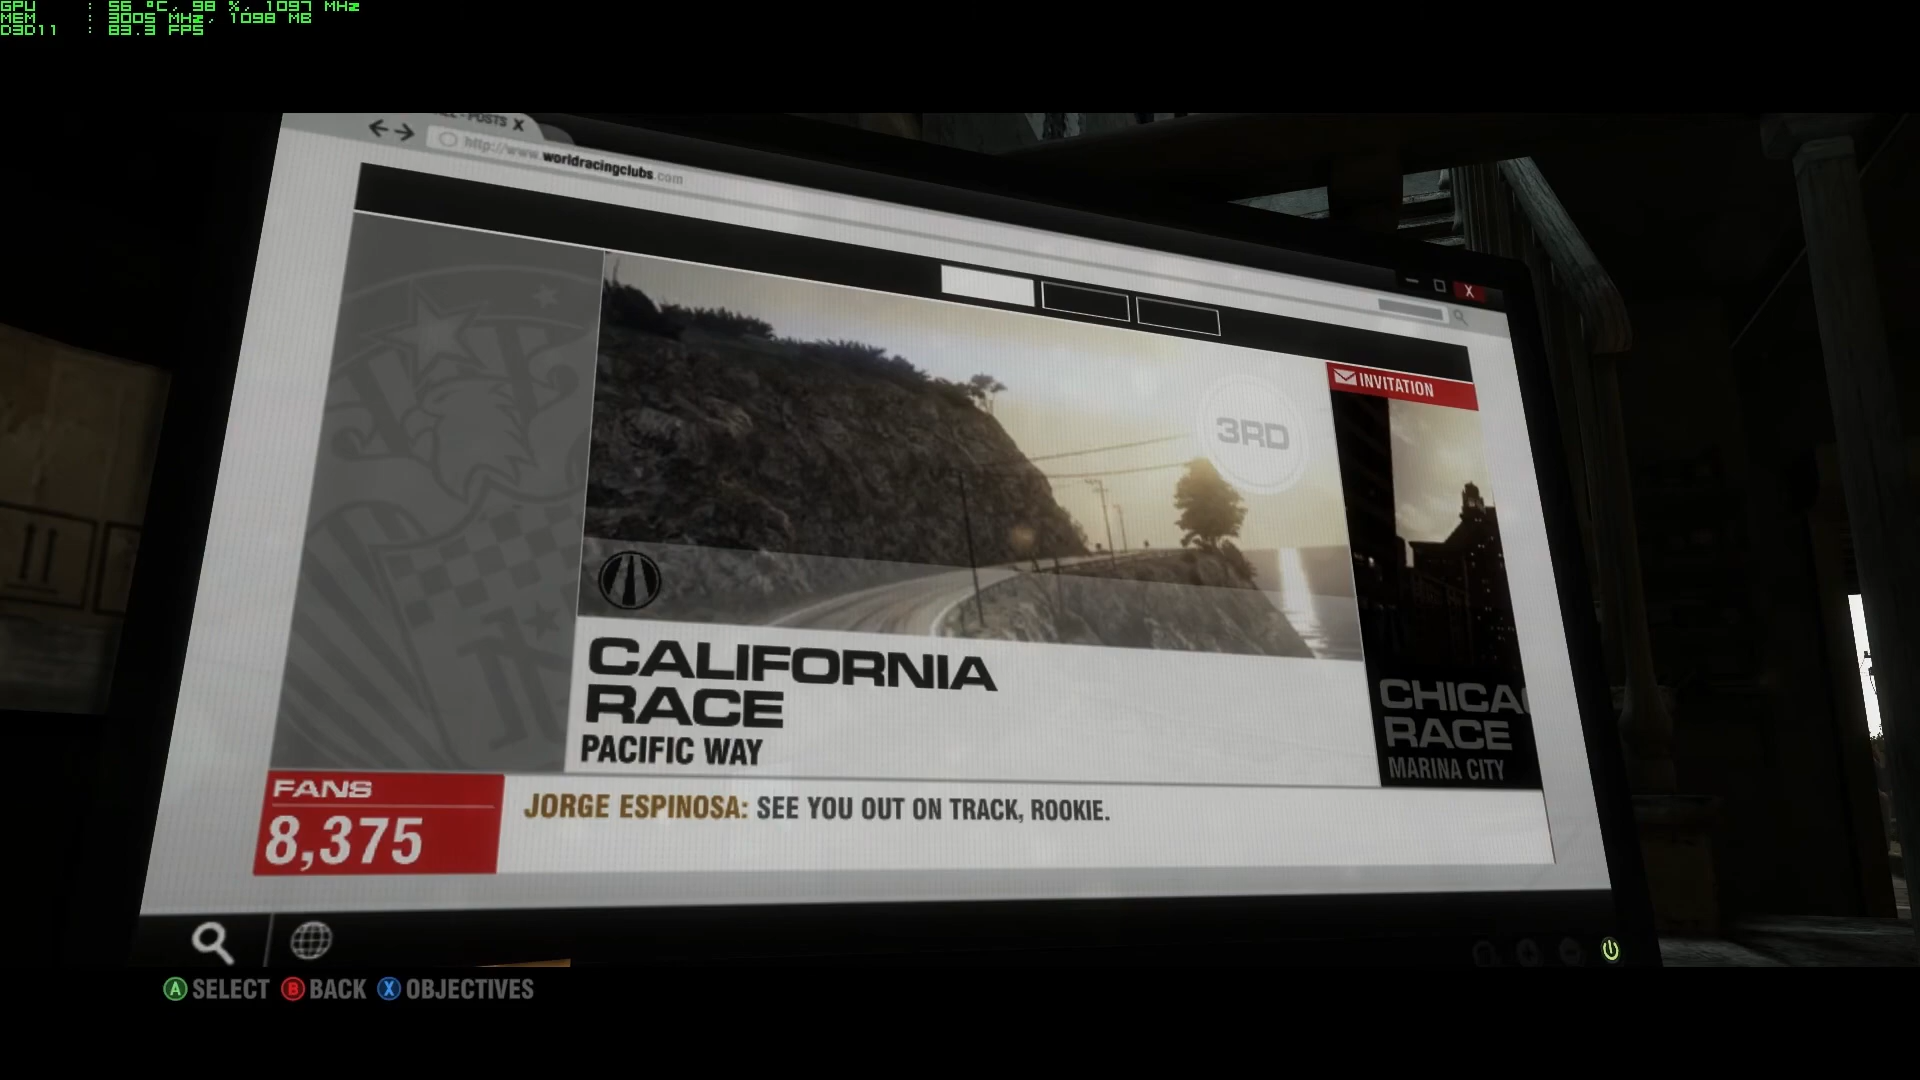 GPU : 56 °C, 98 %, 1097 MHz
MEM : 3005 MHz, 1098 MB
D3D11 : 83.3 FPS
- POSTS X
http://www.worldracingclubs.com
X
INVITATION
3RD
CALIFORNIA
RACE
PACIFIC WAY
CHICA
RACE
MARINA CITY
FANS
8,375
JORGE ESPINOSA: SEE YOU OUT ON TRACK, ROOKIE.
A SELECT B BACK X OBJECTIVES